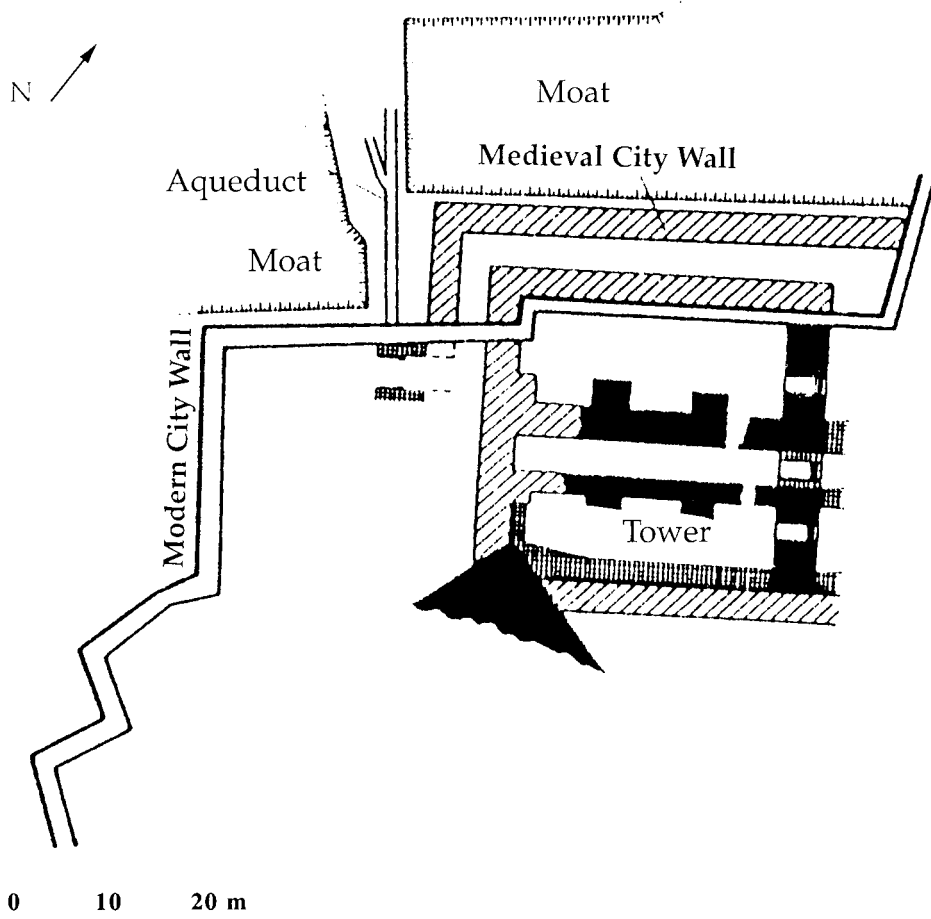 N
Moat
Medieval City Wall
Aqueduct
Moat
Modern City Wall
Tower
0 10 20 m